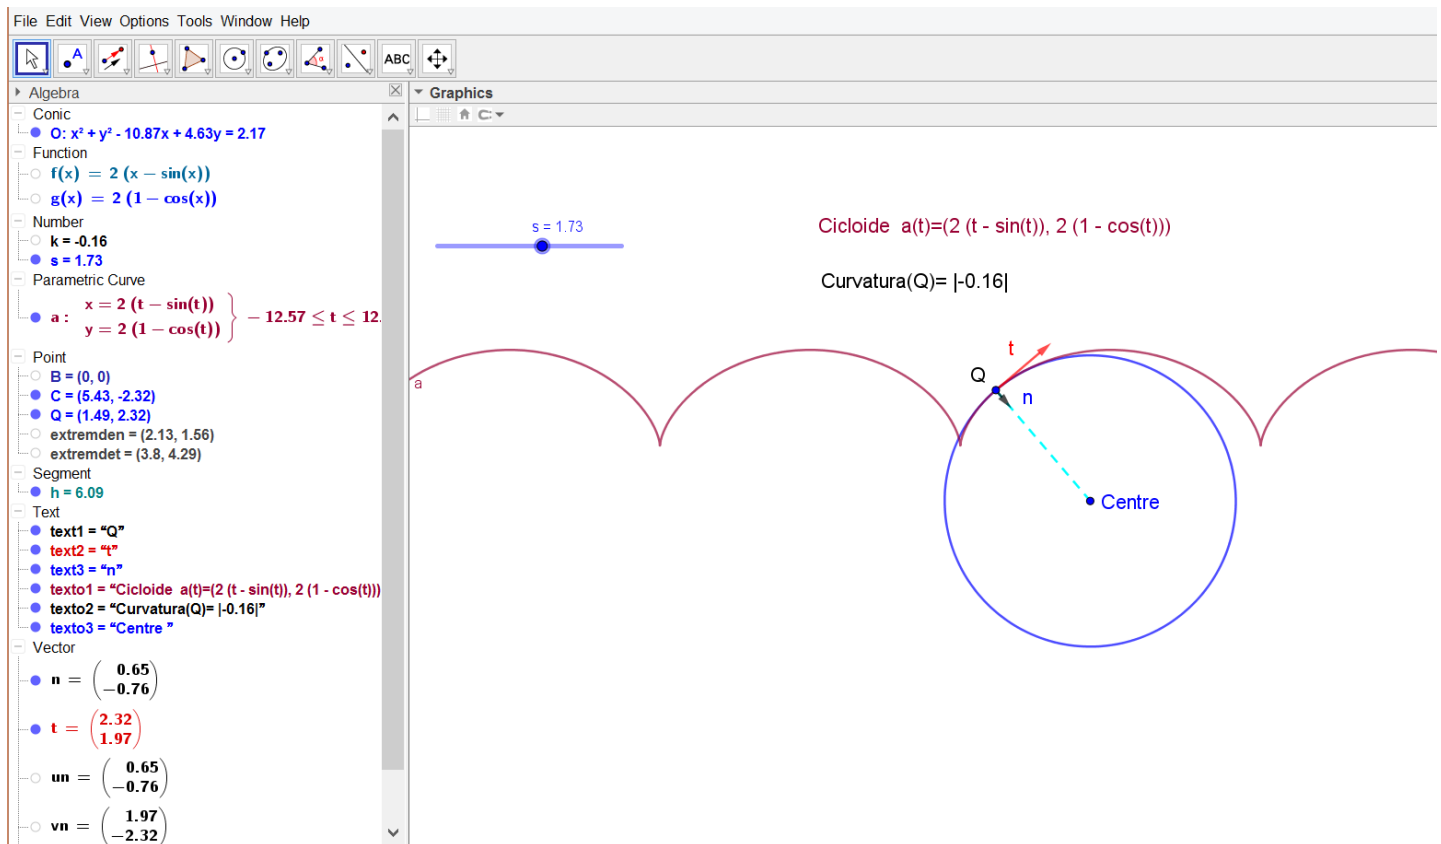 File Edit View Options Tools Window Help
A
α
ABC
Algebra
Conic
O: x² + y² - 10.87x + 4.63y = 2.17
Function
f(x) = 2 (x − sin(x))
g(x) = 2 (1 − cos(x))
Number
k = -0.16
s = 1.73
Parametric Curve
a : x = 2 (t − sin(t))
y = 2 (1 − cos(t)) } − 12.57 ≤ t ≤ 12.
Point
B = (0, 0)
C = (5.43, -2.32)
Q = (1.49, 2.32)
extremden = (2.13, 1.56)
extremdet = (3.8, 4.29)
Segment
h = 6.09
Text
text1 = “Q”
text2 = “t”
text3 = “n”
texto1 = “Cicloide a(t)=(2 (t - sin(t)), 2 (1 - cos(t)))
texto2 = “Curvatura(Q)= |-0.16|”
texto3 = “Centre ”
Vector
n = (0.65
−0.76)
t = (2.32
1.97)
un = (0.65
−0.76)
vn = (1.97
−2.32)
Graphics
s = 1.73
Cicloide a(t)=(2 (t - sin(t)), 2 (1 - cos(t)))
Curvatura(Q)= |-0.16|
t
Q
a
n
Centre